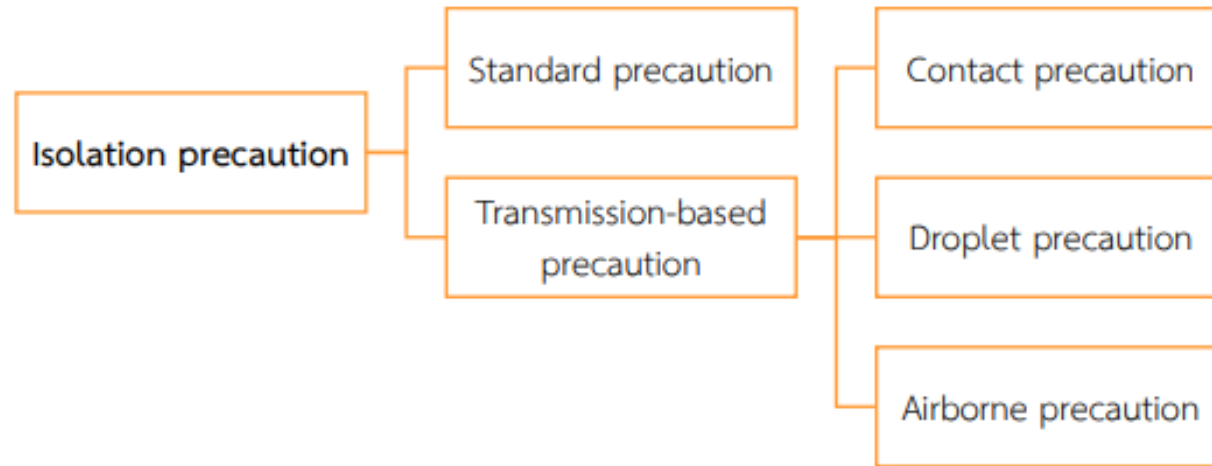 Isolation precaution
Standard precaution
Transmission-based
precaution
Contact precaution
Droplet precaution
Airborne precaution